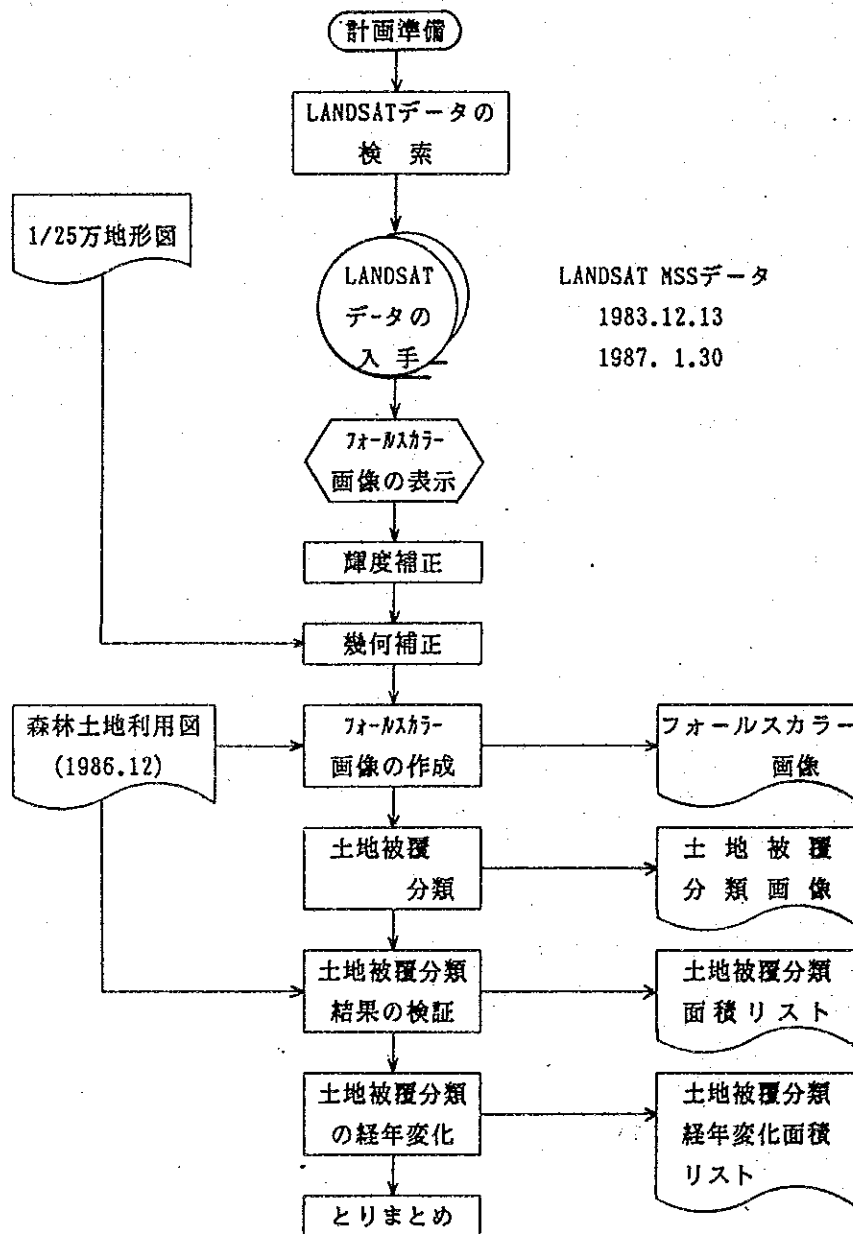 計画準備
LANDSATデータの
検 索
1/25万地形図
LANDSAT
データの
入 手
LANDSAT MSSデータ
1983.12.13
1987. 1.30
フォールスカラー
画像の表示
輝度補正
幾何補正
森林土地利用図
(1986.12)
フォールスカラー
画像の作成
フォールスカラー
画像
土地被覆
分類
土 地 被 覆
分 類 画 像
土地被覆分類
結果の検証
土地被覆分類
面積リスト
土地被覆分類
の経年変化
土地被覆分類
経年変化面積
リスト
とりまとめ